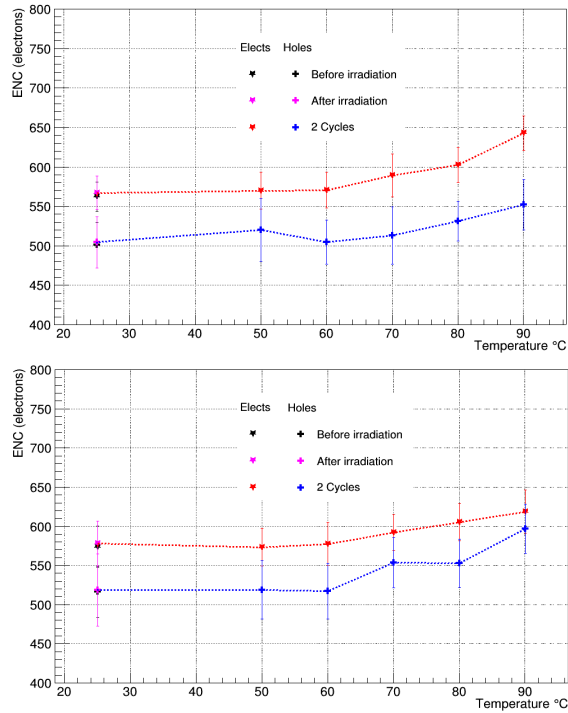 ENC (electrons)
800
750
700
650
600
550
500
450
400
Elects Holes
Before irradiation
After irradiation
2 Cycles
20 30 40 50 60 70 80 90
Temperature °C
ENC (electrons)
800
750
700
650
600
550
500
450
400
Elects Holes
Before irradiation
After irradiation
2 Cycles
20 30 40 50 60 70 80 90
Temperature °C